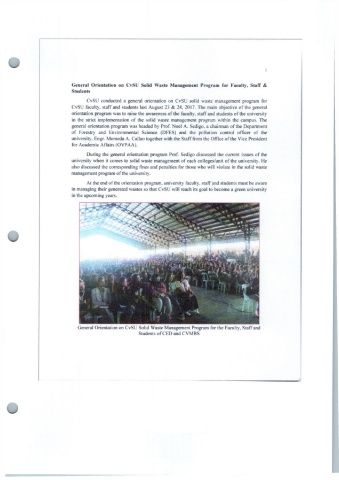 1
General Orientation on CvSU Solid Waste Management Program for Faculty, Staff &
Students
CvSU conducted a general orientation on CvSU solid waste management program for
CvSU faculty, staff and students last August 23 & 24, 2017. The main objective of the general
orientation program was to raise the awareness of the faculty, staff and students of the university
in the strict implementation of the solid waste management program within the campus. The
general orientation program was headed by Prof. Noel A. Sedigo, a chairman of the Department
of Forestry and Environmental Science (DFES) and the pollution control officer of the
university, Engr. A. together with the Staff from the Office of the Vice President
for Academic Affairs (OVPAA).
During the general orientation program Prof. Sedigo discussed the current issues of the
university when it comes to solid waste management of each colleges/unit of the university. He
also discussed the corresponding fines and penalties for those who will violate in the solid waste
management program of the university.
At the end of the orientation program, university faculty, staff and students must be aware
in managing their generated wastes so that CvSU will reach its goal to become a green university
in the upcoming years.
General Orientation on CvSU Solid Waste Management Program for the Faculty, Staff and
Students of CED and CVMBS